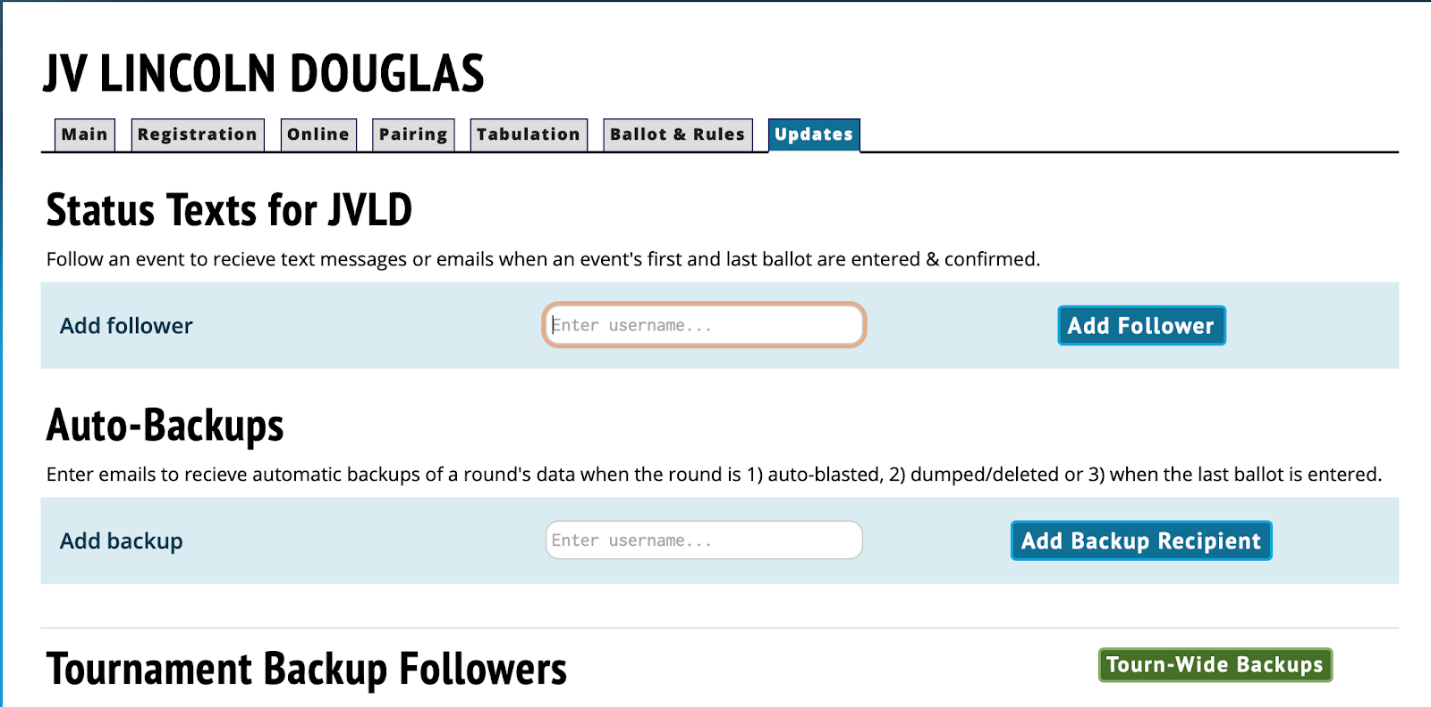 JV LINCOLN DOUGLAS
Main Registration Online Pairing Tabulation Ballot & Rules Updates
Status Texts for JVLD
Follow an event to recieve text messages or emails when an event's first and last ballot are entered & confirmed.
Add follower Enter username... Add Follower
Auto-Backups
Enter emails to recieve automatic backups of a round's data when the round is 1) auto-blasted, 2) dumped/deleted or 3) when the last ballot is entered.
Add backup Enter username... Add Backup Recipient
Tournament Backup Followers Tourn-Wide Backups